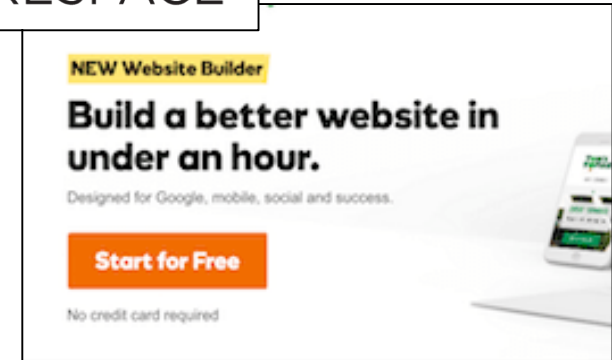 RESPACE
NEW Website Builder
Build a better website in
under an hour.
Designed for Google, mobile, social and success.
Start for Free
No credit card required